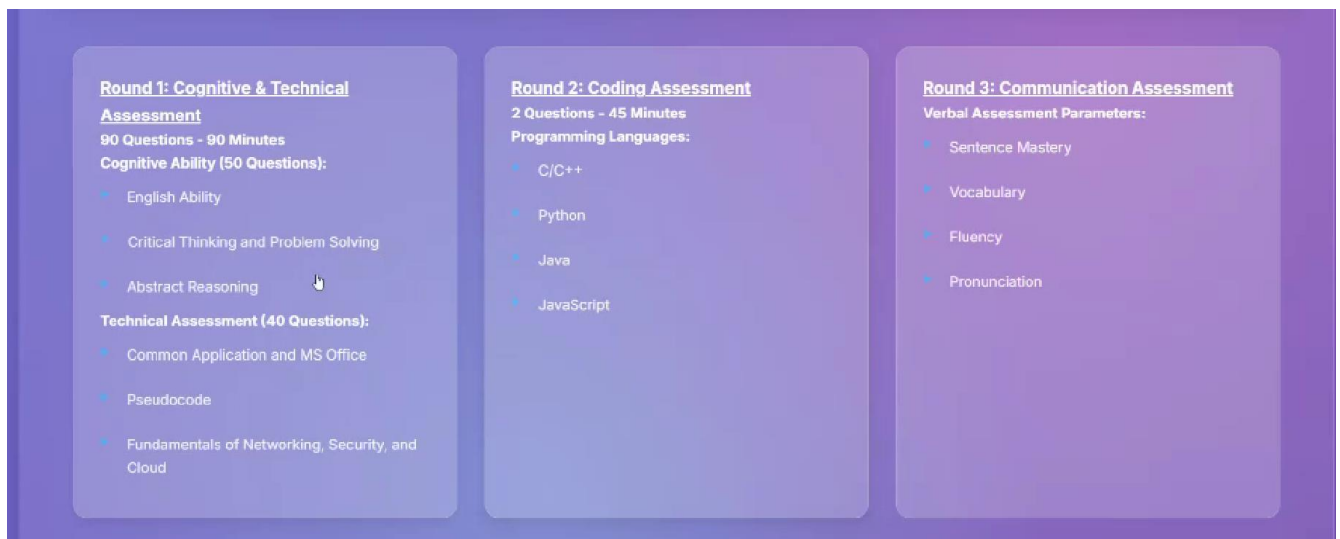 Round 1: Cognitive & Technical
Assessment
90 Questions - 90 Minutes
Cognitive Ability (50 Questions):
English Ability
Critical Thinking and Problem Solving
Abstract Reasoning
Technical Assessment (40 Questions):
Common Application and MS Office
Pseudocode
Fundamentals of Networking, Security, and
Cloud
Round 2: Coding Assessment
2 Questions - 45 Minutes
Programming Languages:
C/C++
Python
Java
JavaScript
Round 3: Communication Assessment
Verbal Assessment Parameters:
Sentence Mastery
Vocabulary
Fluency
Pronunciation